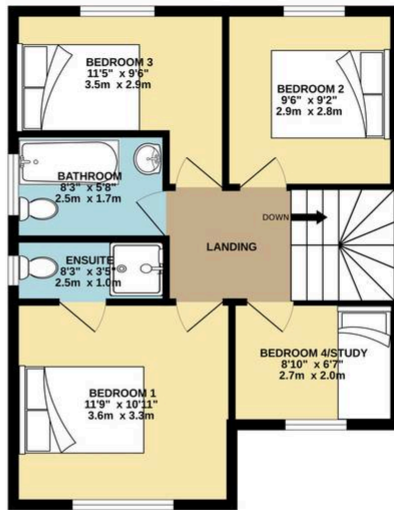 BEDROOM 3
11'5" x 9'6"
3.5m x 2.9m
BEDROOM 2
9'6" x 9'2"
2.9m x 2.8m
BATHROOM
8'3" x 5'8"
2.5m x 1.7m
DOWN
LANDING
ENSUITE
8'3" x 3'5"
2.5m x 1.0m
BEDROOM 4/STUDY
8'10" x 6'7"
2.7m x 2.0m
BEDROOM 1
11'9" x 10'11"
3.6m x 3.3m